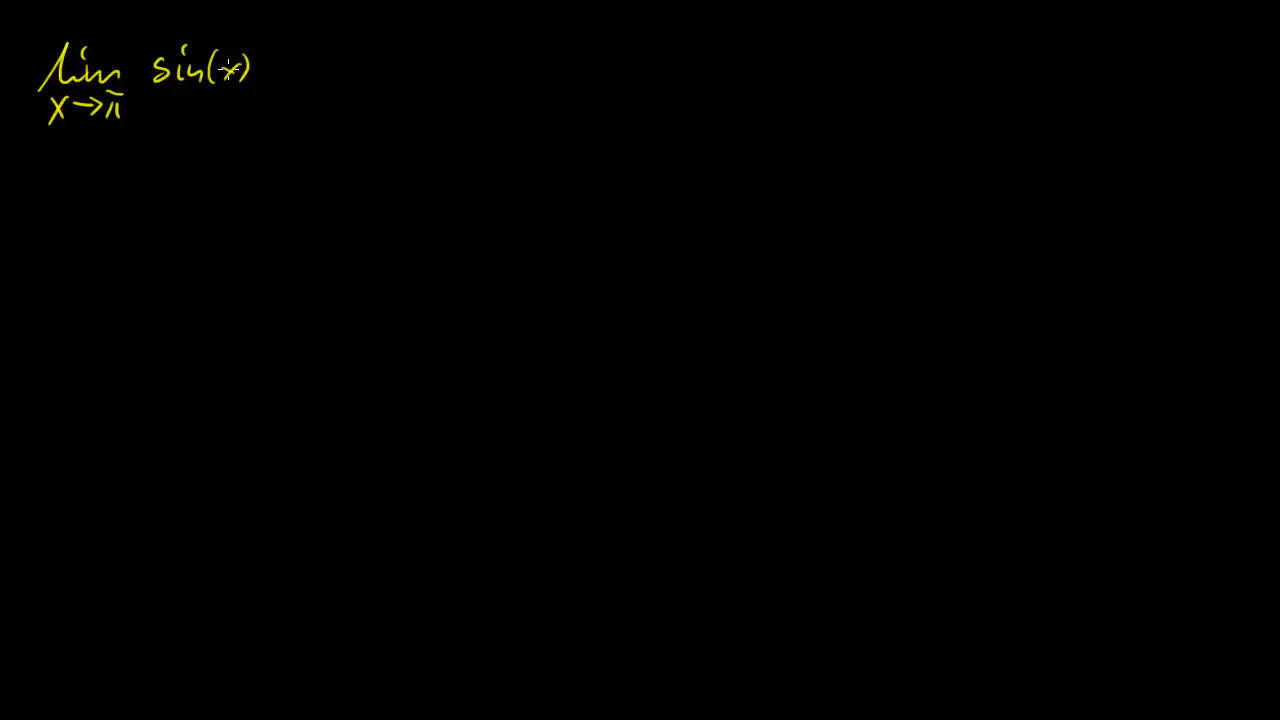 lim sin(x)
x→π